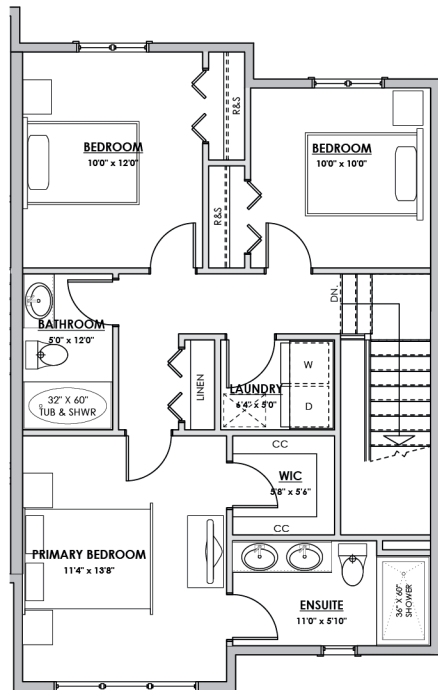 BEDROOM
10'0" x 12'0"
R&S
BEDROOM
10'0" x 10'0"
R&S
DN.
BATHROOM
5'0" x 12'0"
32" X 60"
TUB & SHWR
LINEN
LAUNDRY
6'4" x 5'0"
W
D
CC
WIC
5'8" x 5'6"
CC
PRIMARY BEDROOM
11'4" x 13'8"
ENSUITE
11'0" x 5'10"
36" X 60"
SHOWER